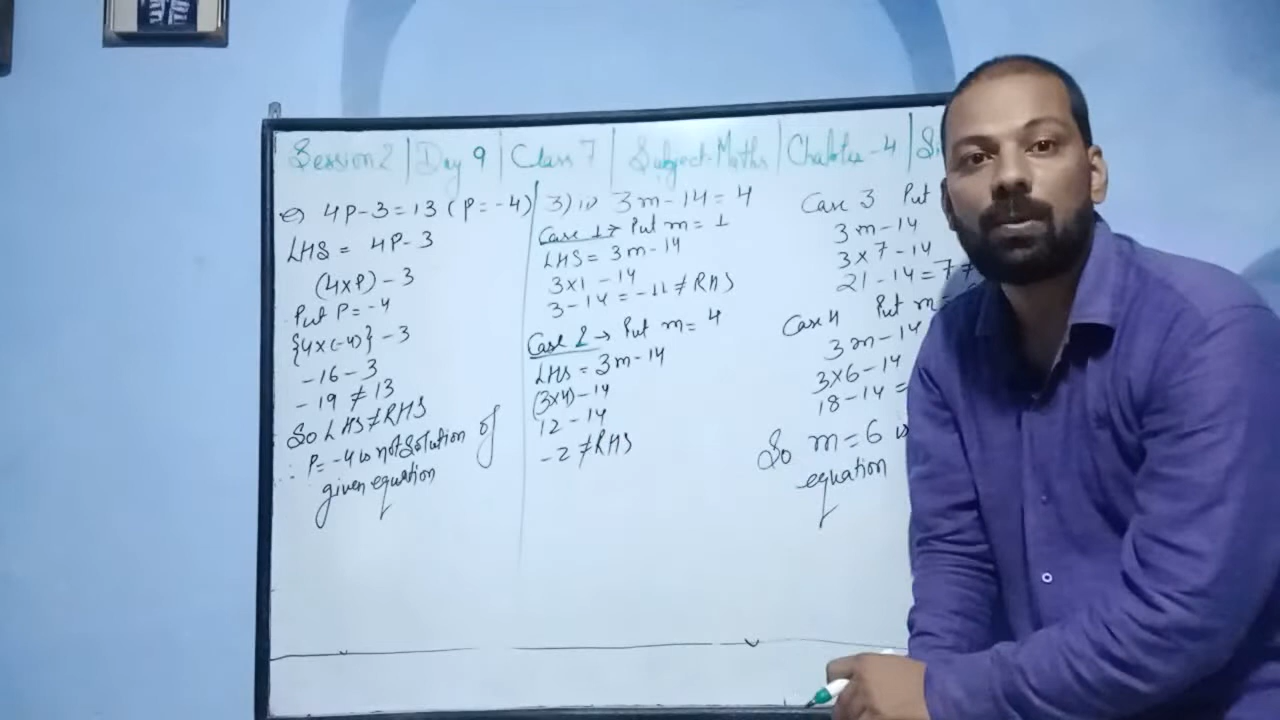 Session 2 | Day 9 | Class 7 | Subject-Maths | Chapter-4 |
e) 4P-3=13 (P=-4)
LHS = 4P-3
(4×P)-3
Put P=-4
{4×(-4)}-3
-16-3
-19≠13
So LHS≠RHS
∴ P=-4 is not solution of
given equation
3) ii) 3m-14=4
Case 1→ Put m=1
LHS=3m-14
3×1-14
3-14=-11≠RHS
Case 2→ Put m=4
LHS=3m-14
(3×4)-14
12-14
-2≠RHS
Case 3 Put
3m-14
3×7-14
21-14=7≠
Case 4 Put m=
3m-14
3×6-14
18-14=
So m=6 is
equation